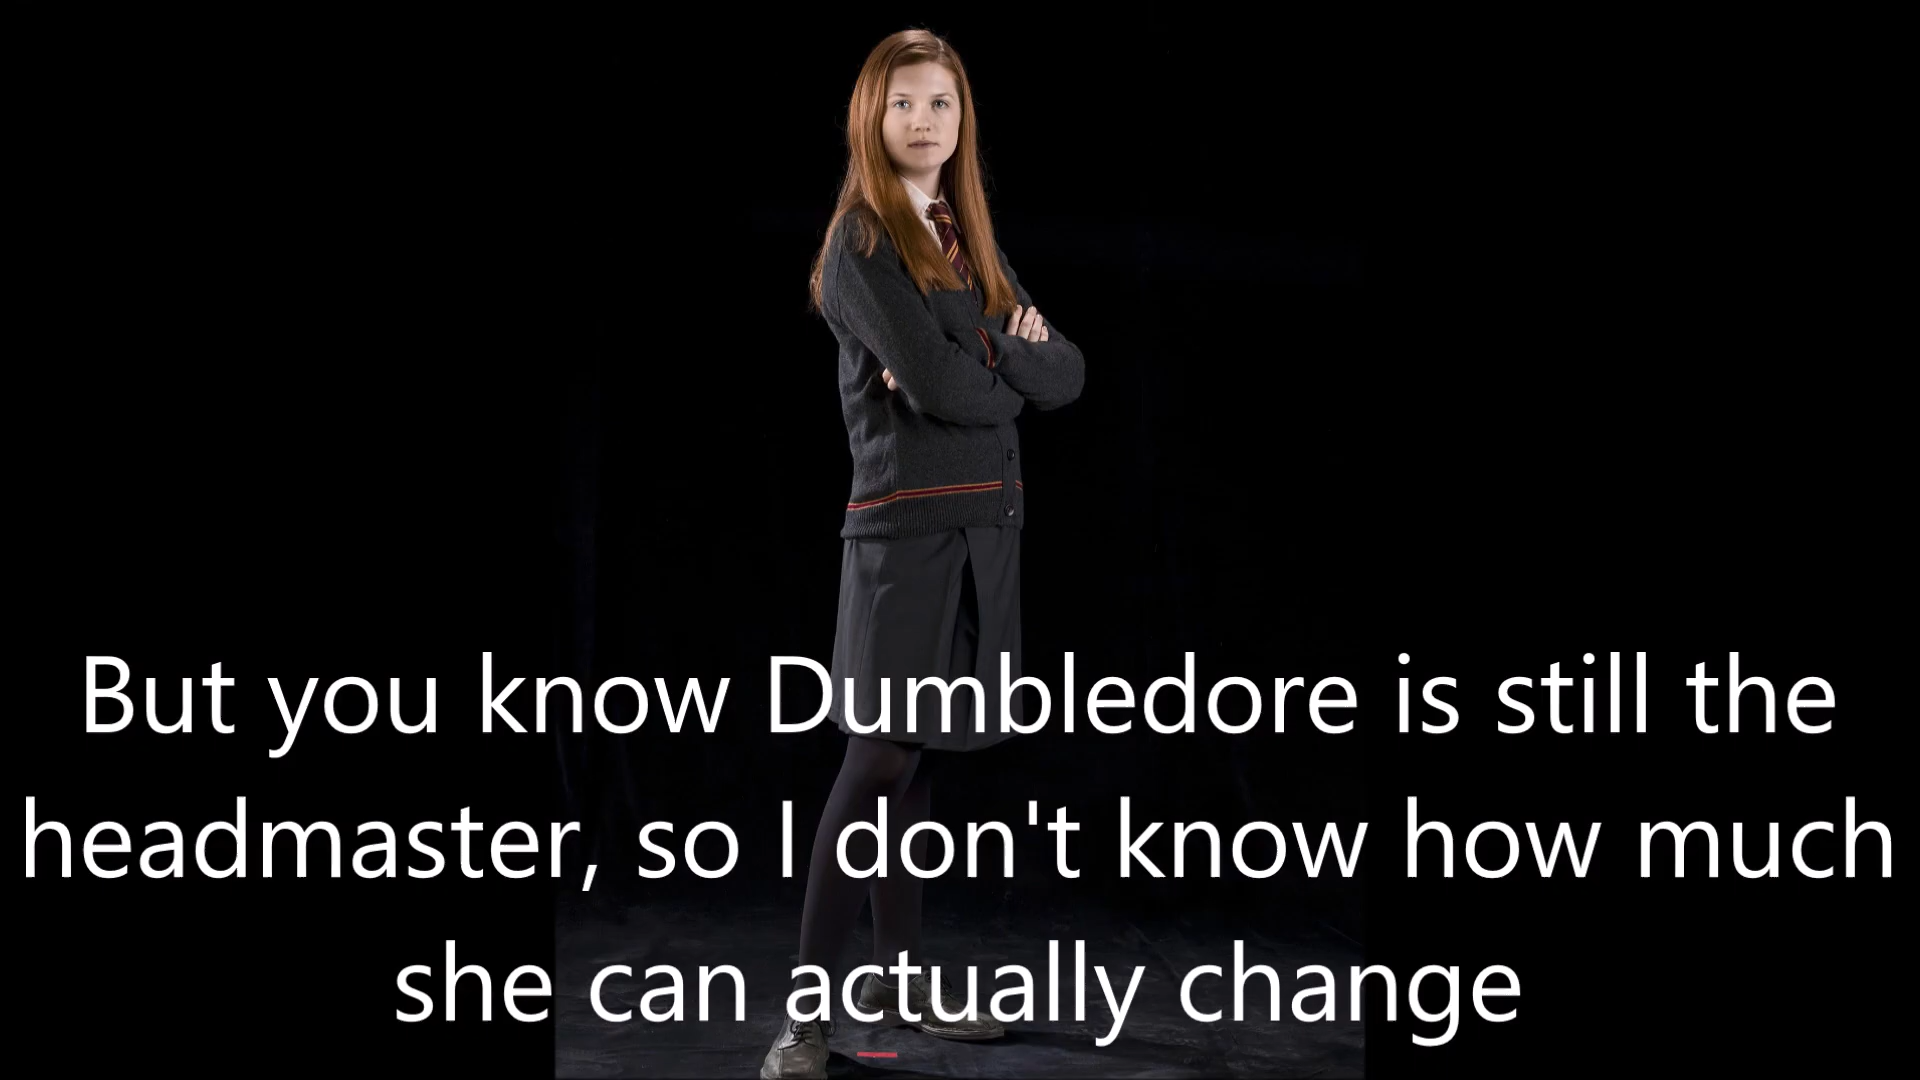 But you know Dumbledore is still the
headmaster, so I don't know how much
she can actually change